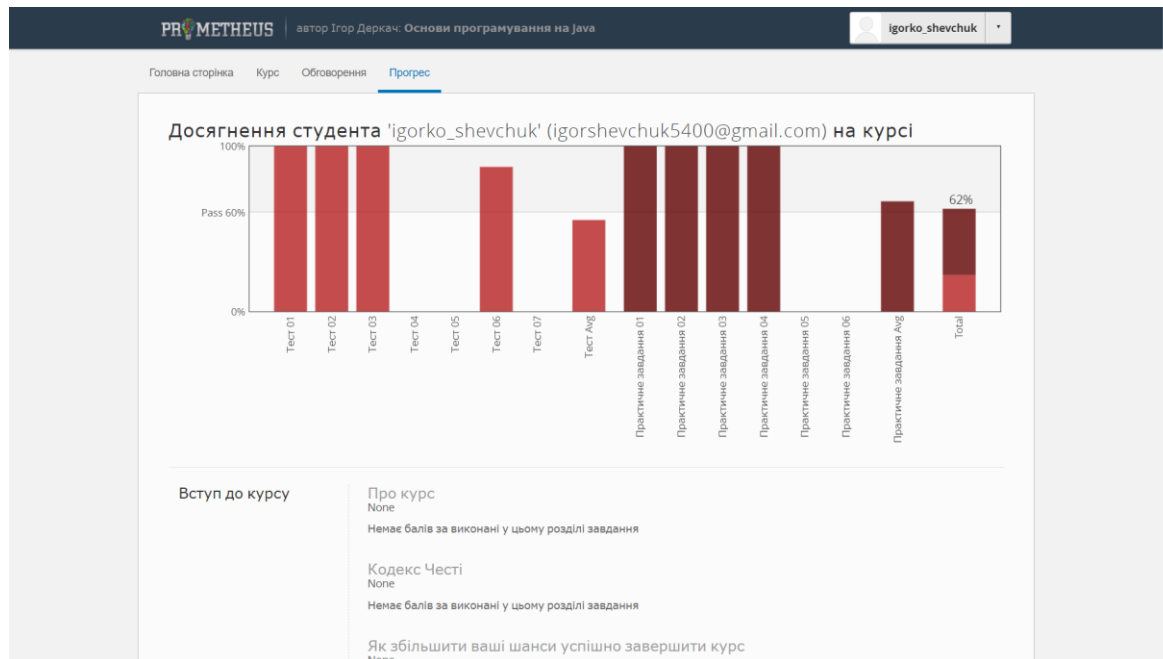 PROMETHEUS автор Ігор Деркач: Основи програмування на Java igorko_shevchuk
Головна сторінка Курс Обговорення Прогрес
Досягнення студента 'igorko_shevchuk' (igorshevchuk5400@gmail.com) на курсі
100%
Pass 60%
0%
62%
Тест 01
Тест 02
Тест 03
Тест 04
Тест 05
Тест 06
Тест 07
Тест Avg
Практичне завдання 01
Практичне завдання 02
Практичне завдання 03
Практичне завдання 04
Практичне завдання 05
Практичне завдання 06
Практичне завдання Avg
Total
Вступ до курсу
Про курс
None
Немає балів за виконані у цьому розділі завдання
Кодекс Честі
None
Немає балів за виконані у цьому розділі завдання
Як збільшити ваші шанси успішно завершити курс
None